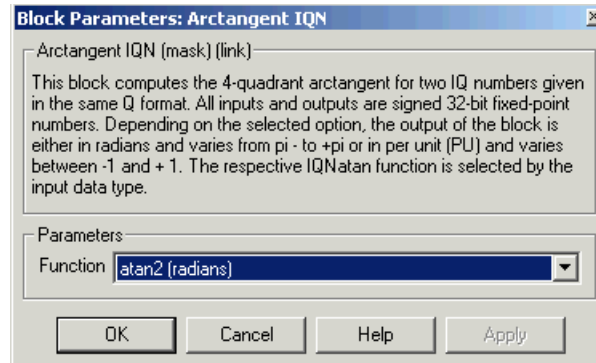 Block Parameters: Arctangent IQN
Arctangent IQN (mask) (link)
This block computes the 4-quadrant arctangent for two IQ numbers given
in the same Q format. All inputs and outputs are signed 32-bit fixed-point
numbers. Depending on the selected option, the output of the block is
either in radians and varies from pi - to +pi or in per unit (PU) and varies
between -1 and + 1. The respective IQNatan function is selected by the
input data type.
Parameters
Function atan2 (radians)
OK Cancel Help Apply